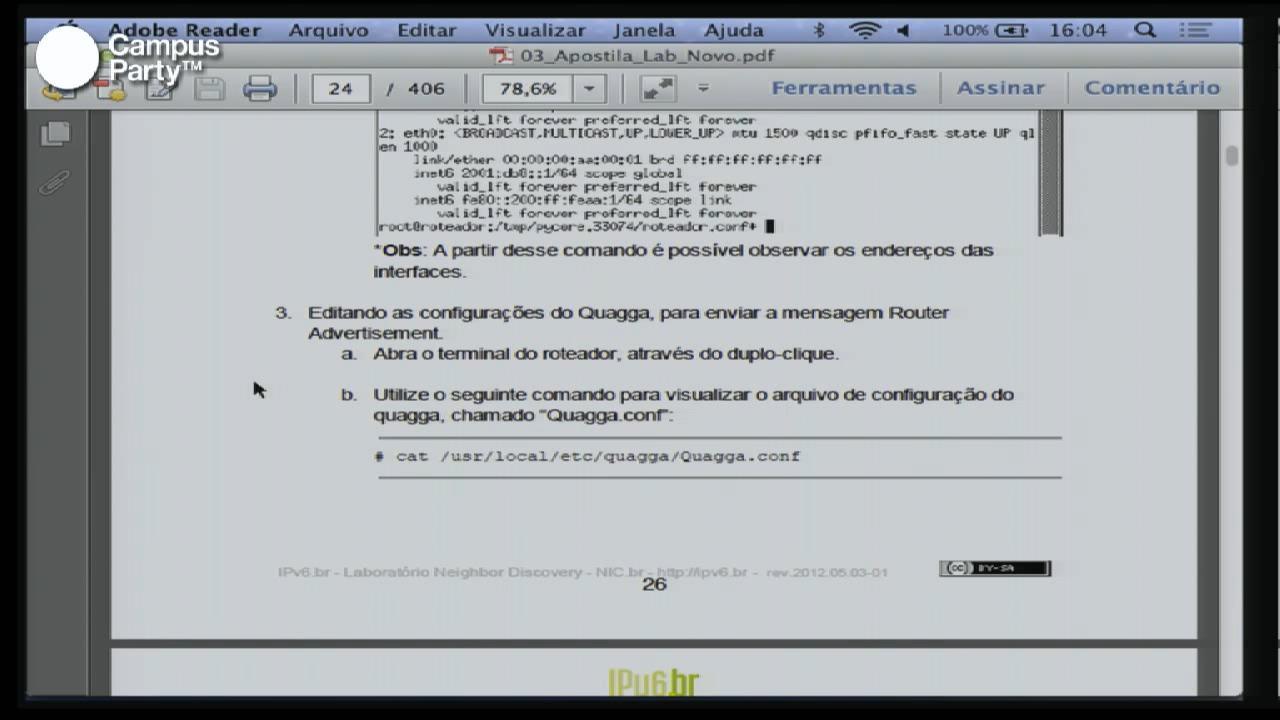 Adobe Reader Arquivo Editar Visualizar Janela Ajuda 100% 16:04
Campus
Party™
03_Apostila_Lab_Novo.pdf
24 / 406 78,6% Ferramentas Assinar Comentário
valid_lft forever preferred_lft forever
2: eth0: <BROADCAST,MULTICAST,UP,LOWER_UP> mtu 1500 qdisc pfifo_fast state UP ql
en 1000
link/ether 00:00:00:aa:00:01 brd ff:ff:ff:ff:ff:ff
inet6 2001:db8::1/64 scope global
valid_lft forever preferred_lft forever
inet6 fe80::200:ff:feaa:1/64 scope link
valid_lft forever preferred_lft forever
root@roteador:/tmp/pycore.33074/roteador.conf#
*Obs: A partir desse comando é possível observar os endereços das
interfaces.
3. Editando as configurações do Quagga, para enviar a mensagem Router
Advertisement.
a. Abra o terminal do roteador, através do duplo-clique.
b. Utilize o seguinte comando para visualizar o arquivo de configuração do
quagga, chamado "Quagga.conf":
# cat /usr/local/etc/quagga/Quagga.conf
IPv6.br - Laboratório Neighbor Discovery - NIC.br - http://ipv6.br - rev.2012.05.03-01
(cc) BY-SA
26
IPv6.br